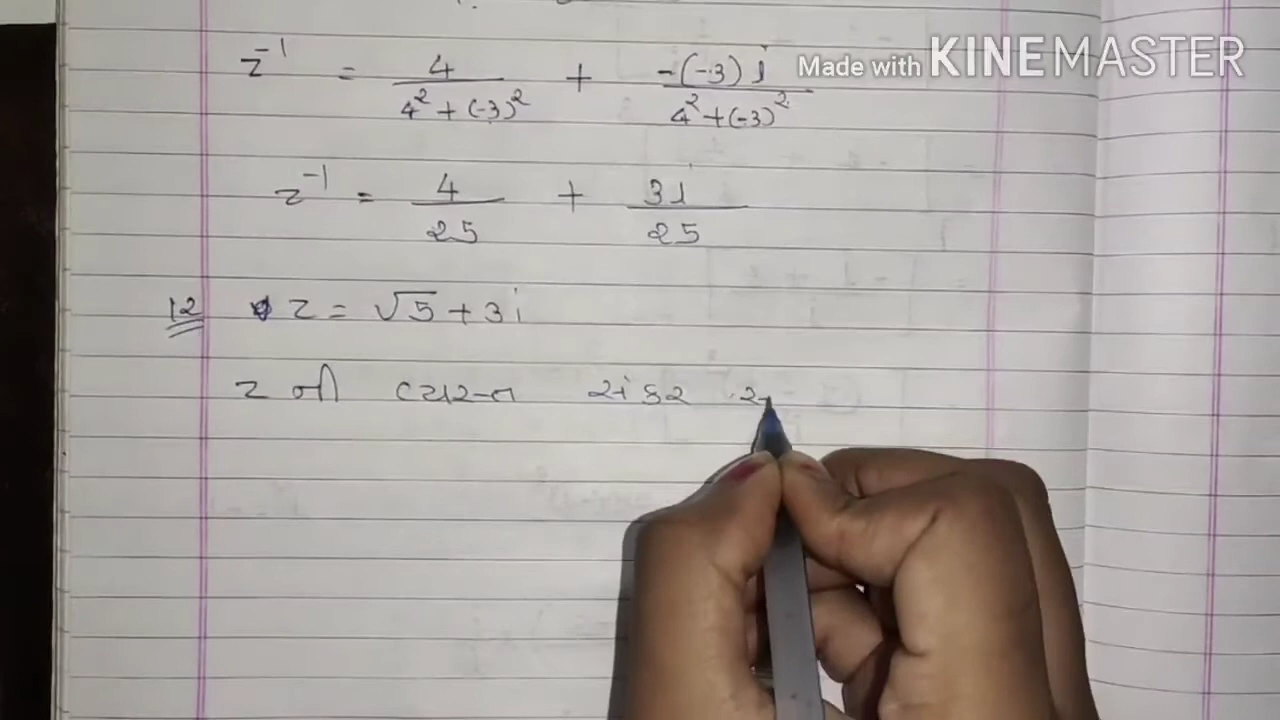 Made with KINEMASTER
z⁻¹ = 4/(4² + (-3)²) + -(-3)i/(4² + (-3)²)
z⁻¹ = 4/25 + 3i/25
12 z = √5 + 3i
z ની વ્યસ્ત